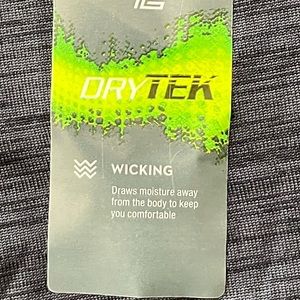 DRYTEK
WICKING
Draws moisture away
from the body to keep
you comfortable